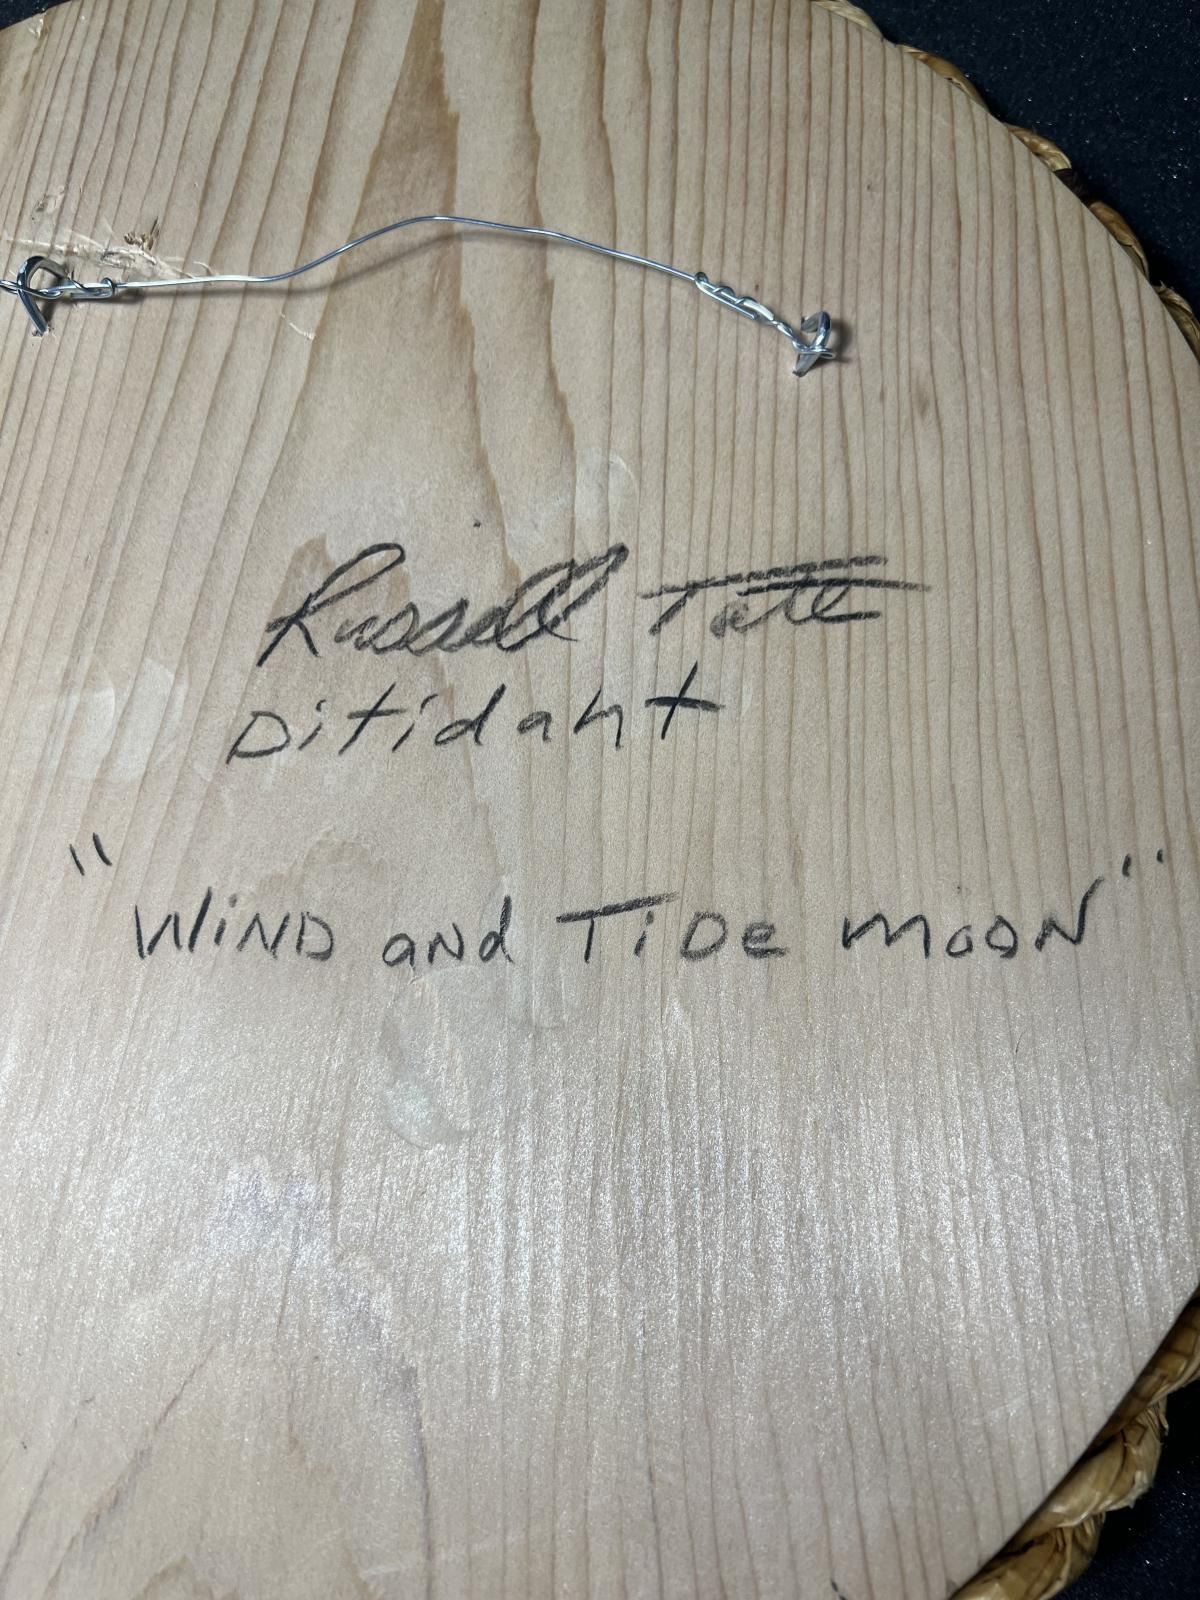 Russell Tate
Ditidaht
"WiND and TiDe mooN"